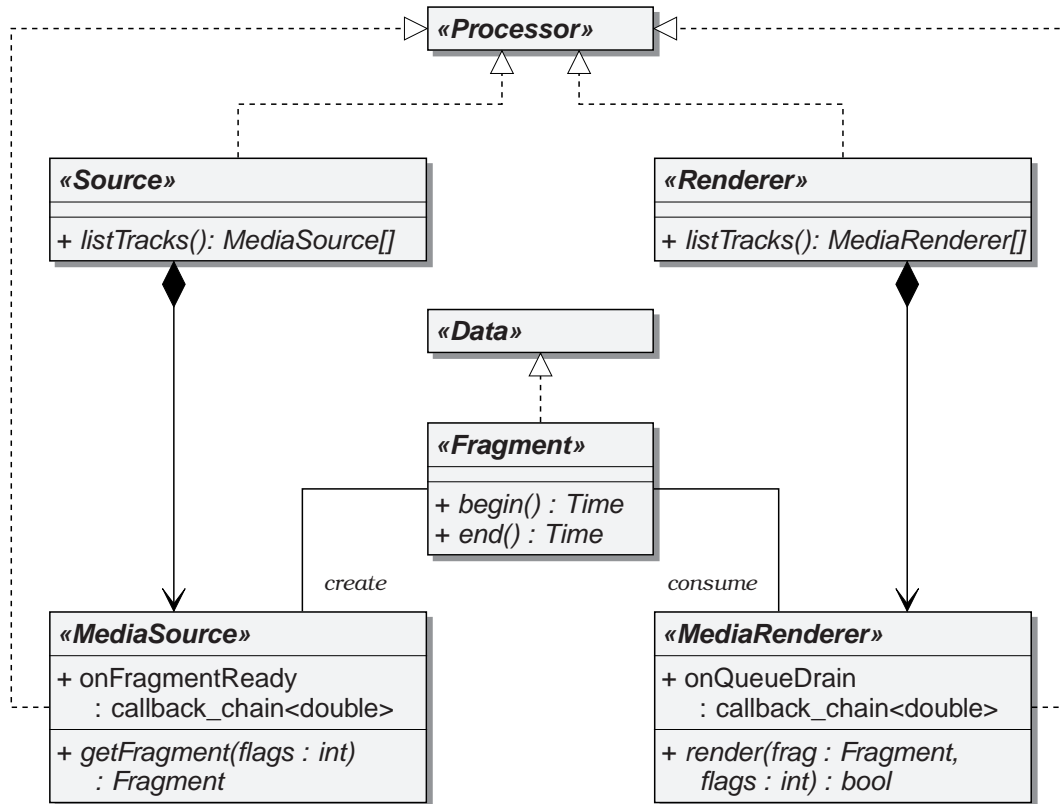 «Processor»
«Source»
+ listTracks(): MediaSource[]
«Renderer»
+ listTracks(): MediaRenderer[]
«Data»
«Fragment»
+ begin() : Time
+ end() : Time
create
consume
«MediaSource»
+ onFragmentReady
: callback_chain<double>
+ getFragment(flags : int)
: Fragment
«MediaRenderer»
+ onQueueDrain
: callback_chain<double>
+ render(frag : Fragment,
flags : int) : bool